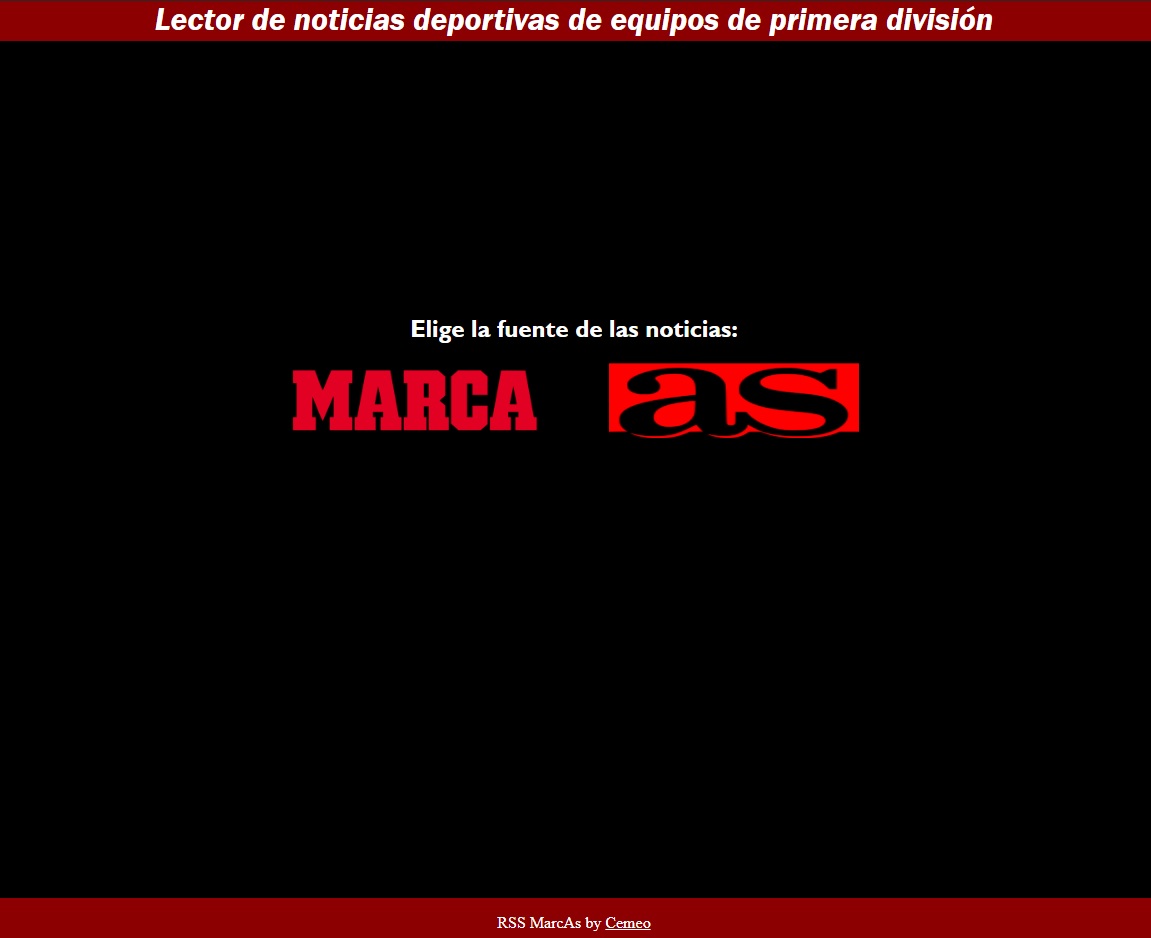 Lector de noticias deportivas de equipos de primera división
Elige la fuente de las noticias:
MARCA as
RSS MarcAs by Cemeo